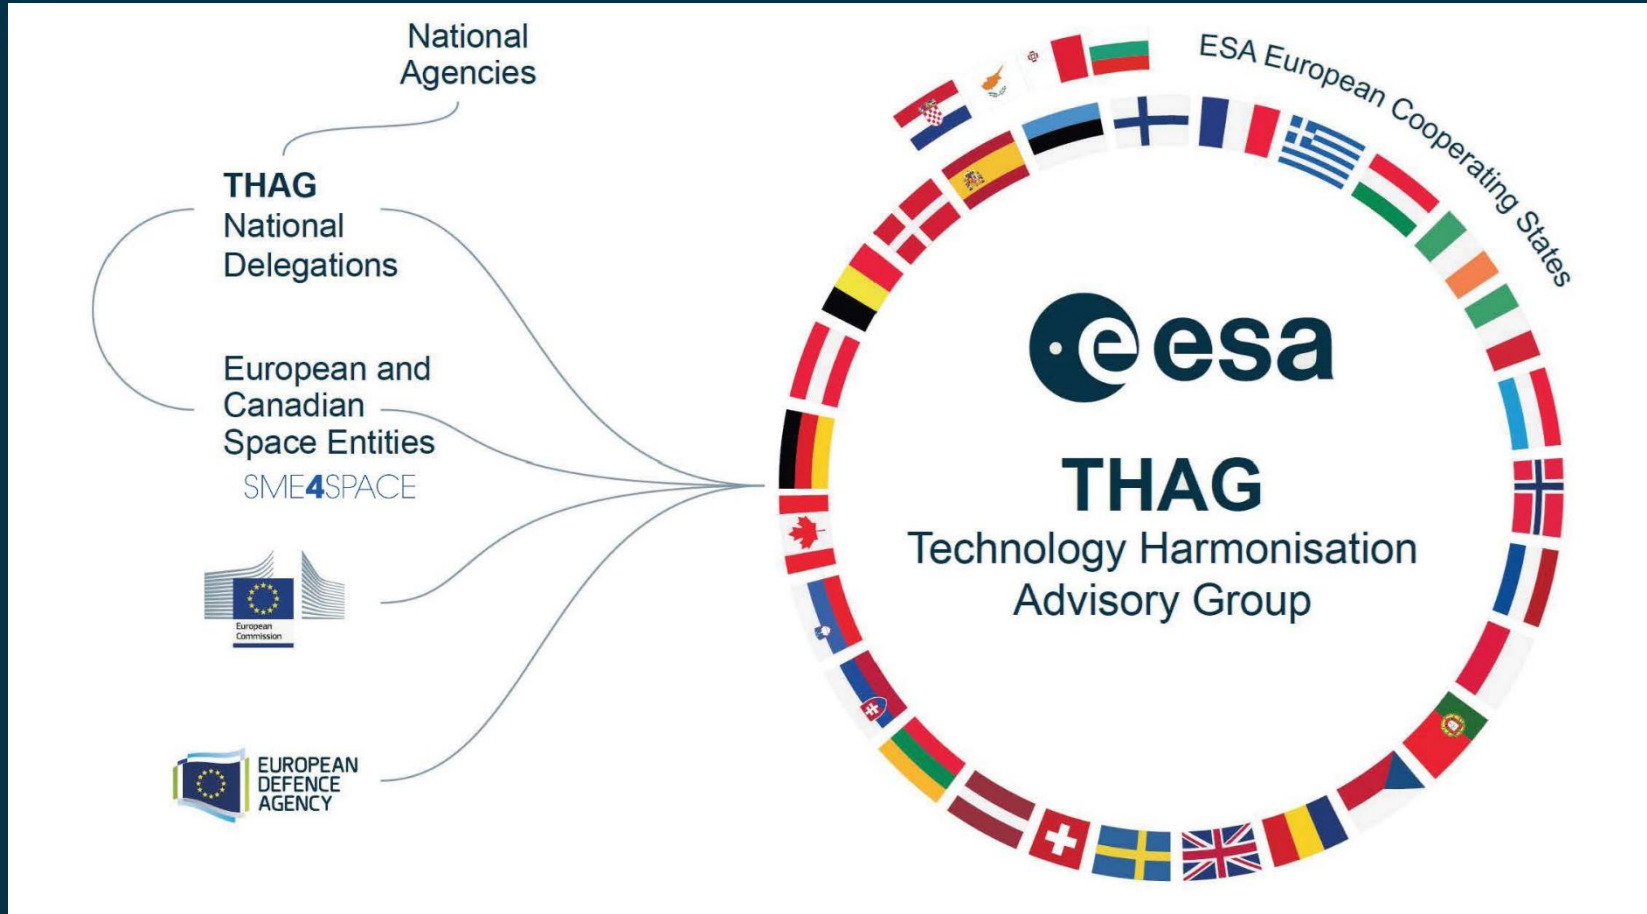 National
Agencies
THAG
National
Delegations
European and
Canadian
Space Entities
SME4SPACE
European
Commission
EUROPEAN
DEFENCE
AGENCY
ESA European Cooperating States
esa
THAG
Technology Harmonisation
Advisory Group